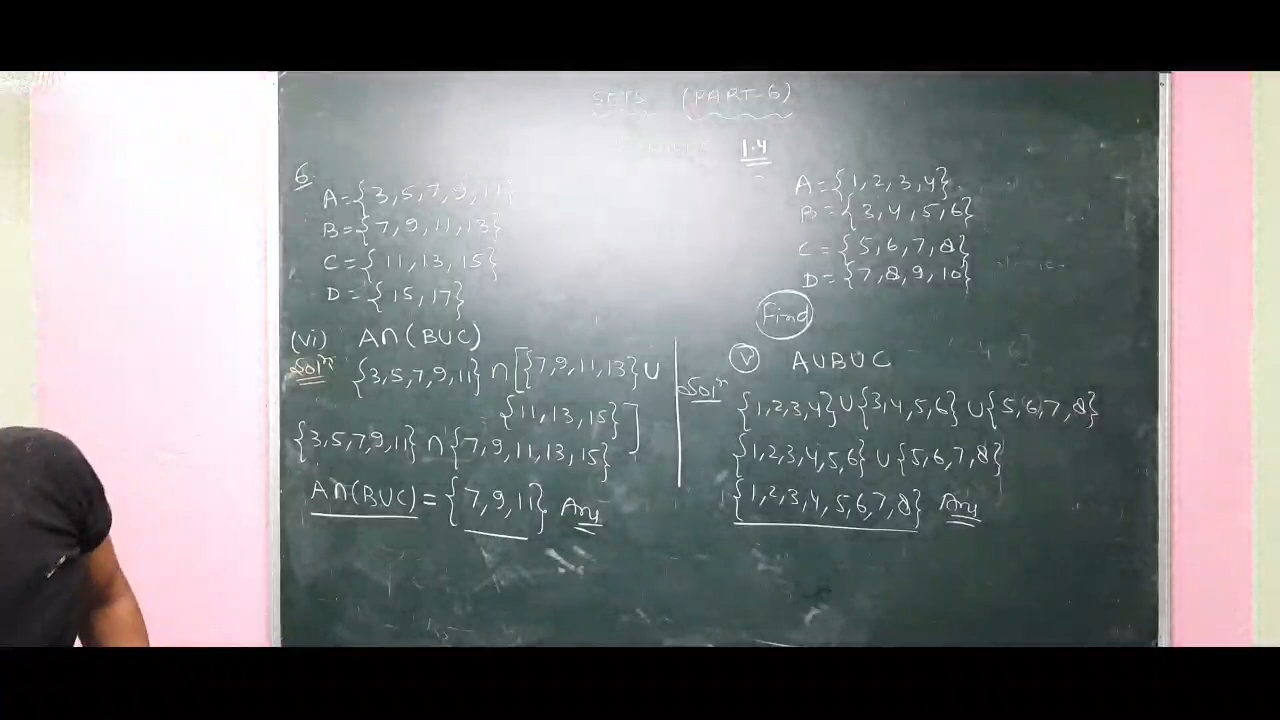 SETS (PART-6)
1.4
6.
A={3,5,7,9,11}
B={7,9,11,13}
C={11,13,15}
D={15,17}
(vi) A∩(BUC)
Solⁿ {3,5,7,9,11} ∩ [{7,9,11,13} U
{11,13,15}]
{3,5,7,9,11} ∩ {7,9,11,13,15}
A∩(BUC) = {7,9,11}. Ans
A={1,2,3,4}
B={3,4,5,6}
C={5,6,7,8}
D={7,8,9,10}
Find
(V) AUBUC
Solⁿ {1,2,3,4} U {3,4,5,6} U {5,6,7,8}
{1,2,3,4,5,6} U {5,6,7,8}
{1,2,3,4,5,6,7,8} Ans